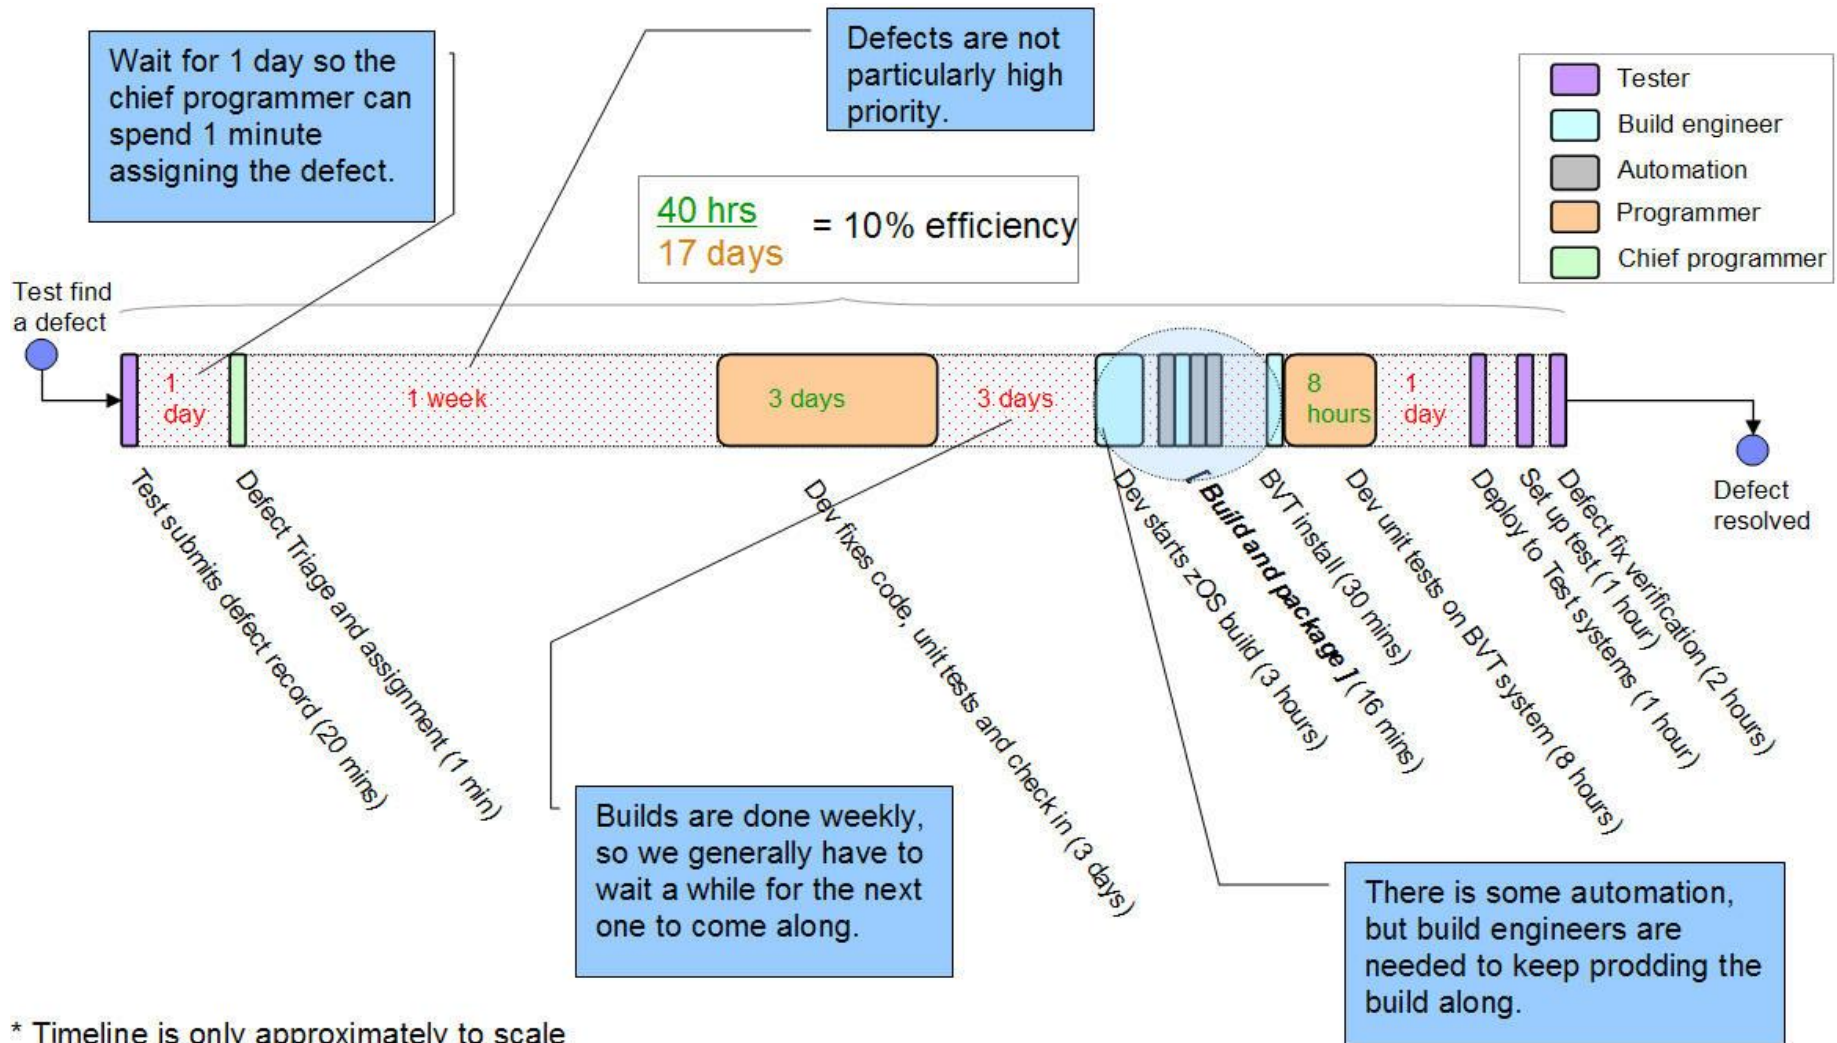 Wait for 1 day so the
chief programmer can
spend 1 minute
assigning the defect.
Defects are not
particularly high
priority.
Tester
Build engineer
Automation
Programmer
Chief programmer
40 hrs
17 days
= 10% efficiency
Test find
a defect
1
day
1 week
3 days
3 days
8
hours
1
day
Defect
resolved
Test submits defect record (20 mins)
Defect Triage and assignment (1 min)
Dev fixes code, unit tests and check in (3 days)
Dev starts zOS build (3 hours)
[ Build and package ] (16 mins)
BVT install (30 mins)
Dev unit tests on BVT system (8 hours)
Deploy to Test systems (1 hour)
Set up test (1 hour)
Defect fix verification (2 hours)
Builds are done weekly,
so we generally have to
wait a while for the next
one to come along.
There is some automation,
but build engineers are
needed to keep prodding the
build along.
* Timeline is only approximately to scale